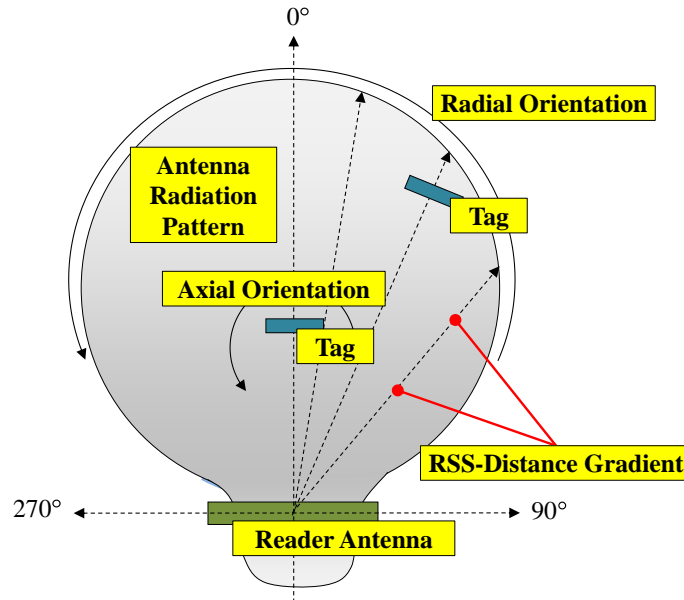 0°
Radial Orientation
Antenna
Radiation
Pattern
Tag
Axial Orientation
Tag
RSS-Distance Gradient
270°
90°
Reader Antenna